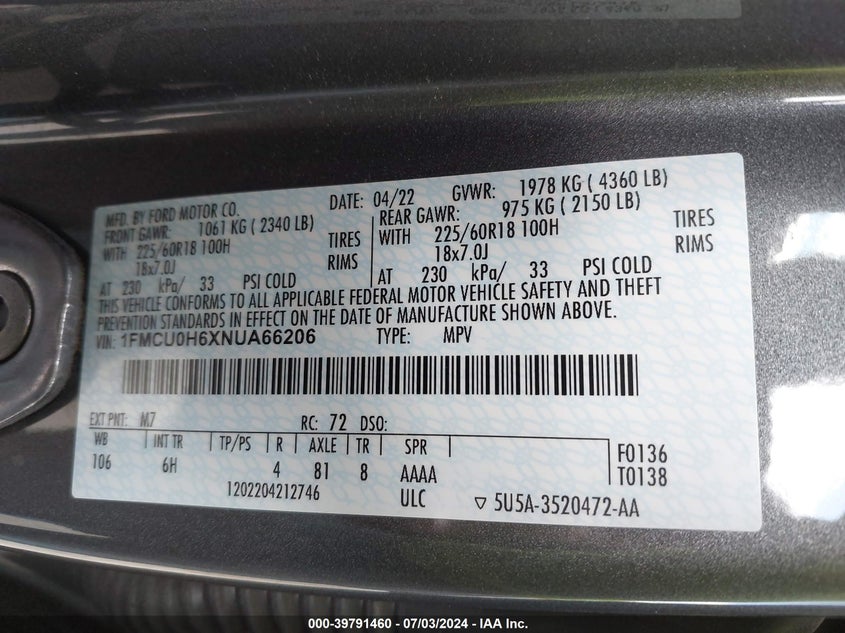 MFD. BY FORD MOTOR CO. DATE: 04/22 GVWR: 1978 KG ( 4360 LB)
FRONT GAWR: 1061 KG ( 2340 LB) REAR GAWR: 975 KG ( 2150 LB)
WITH 225/60R18 100H TIRES WITH 225/60R18 100H TIRES
18x7.0J RIMS 18x7.0J RIMS
AT 230 kPa/ 33 PSI COLD AT 230 kPa/ 33 PSI COLD
THIS VEHICLE CONFORMS TO ALL APPLICABLE FEDERAL MOTOR VEHICLE SAFETY AND THEFT
PREVENTION STANDARDS IN EFFECT ON THE DATE OF MANUFACTURE SHOWN ABOVE.
VIN: 1FMCU0H6XNUA66206 TYPE: MPV
EXT PNT: M7 RC: 72 DSO:
WB INT TR TP/PS R AXLE TR SPR F0136
106 6H 4 81 8 AAAA T0138
1202204212746 ULC ▽ 5U5A-3520472-AA
000-39791460 - 07/03/2024 - IAA Inc.